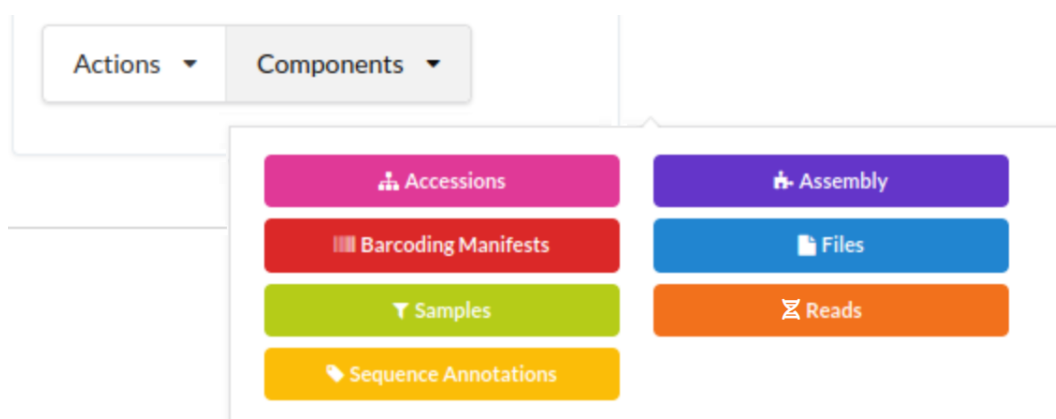 Actions
Components
Accessions
Assembly
Barcoding Manifests
Files
Samples
Reads
Sequence Annotations